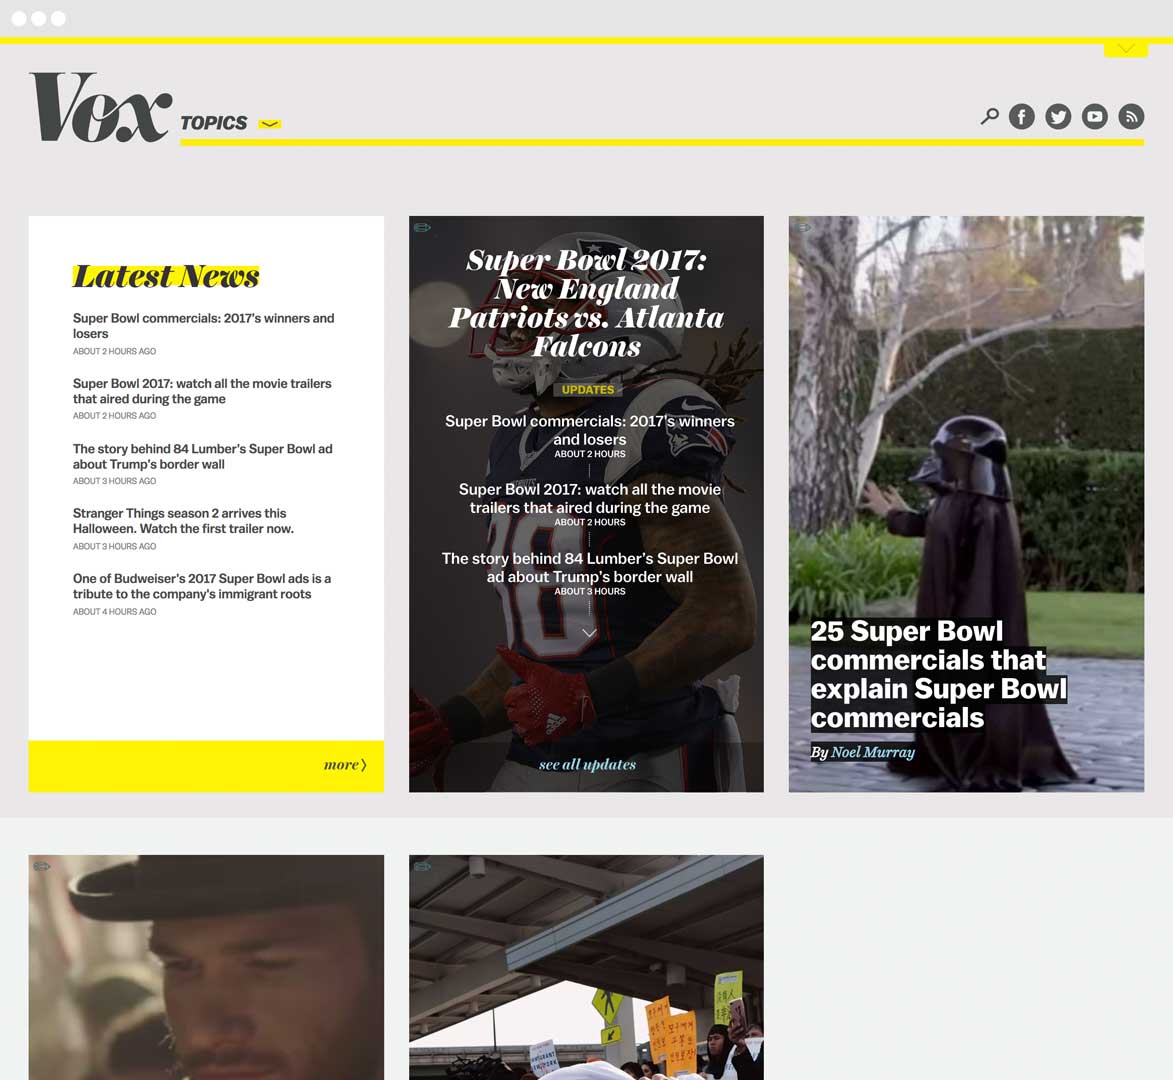 Vox
TOPICS
Latest News
Super Bowl commercials: 2017's winners and
losers
ABOUT 2 HOURS AGO
Super Bowl 2017: watch all the movie trailers
that aired during the game
ABOUT 2 HOURS AGO
The story behind 84 Lumber’s Super Bowl ad
about Trump's border wall
ABOUT 3 HOURS AGO
Stranger Things season 2 arrives this
Halloween. Watch the first trailer now.
ABOUT 3 HOURS AGO
One of Budweiser's 2017 Super Bowl ads is a
tribute to the company's immigrant roots
ABOUT 4 HOURS AGO
more
Super Bowl 2017:
New England
Patriots vs. Atlanta
Falcons
UPDATES
Super Bowl commercials: 2017's winners
and losers
ABOUT 2 HOURS
Super Bowl 2017: watch all the movie
trailers that aired during the game
ABOUT 2 HOURS
The story behind 84 Lumber’s Super Bowl
ad about Trump's border wall
ABOUT 3 HOURS
see all updates
25 Super Bowl
commercials that
explain Super Bowl
commercials
By Noel Murray